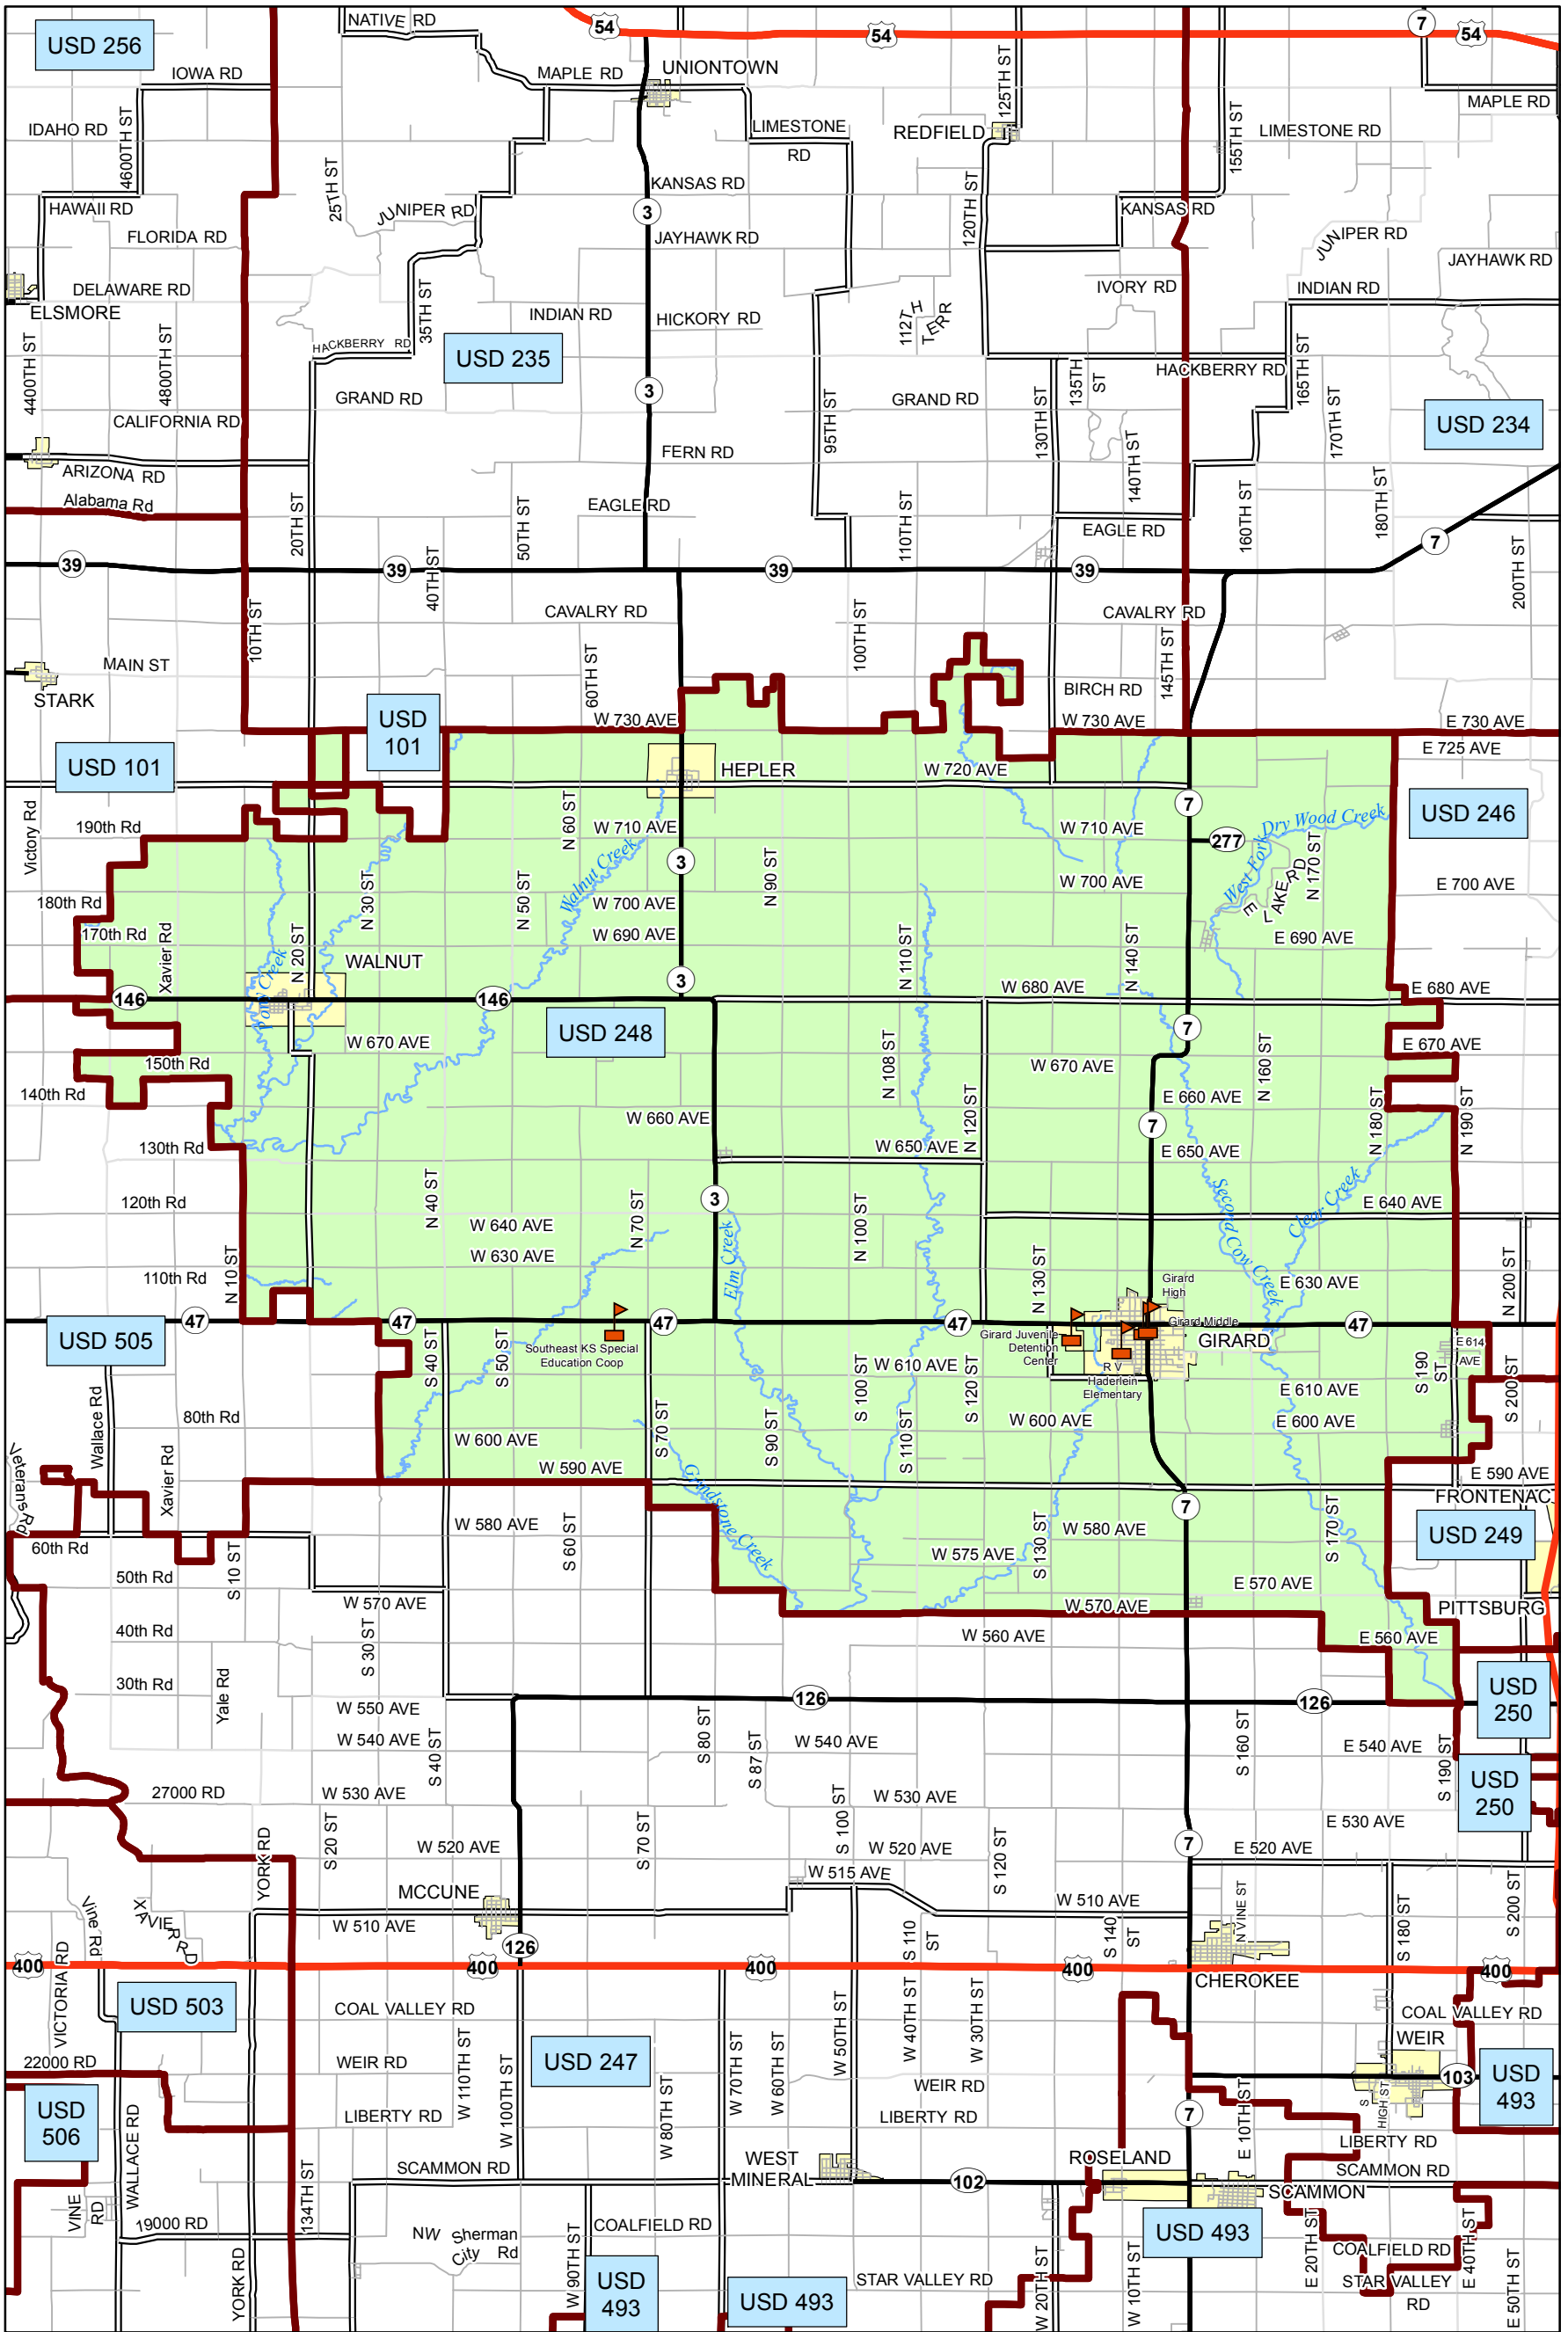 USD 256
NATIVE RD
54
54
7
54
IOWA RD
MAPLE RD
UNIONTOWN
125TH ST
MAPLE RD
IDAHO RD
4600TH ST
LIMESTONE
RD
REDFIELD
155TH ST
LIMESTONE RD
HAWAII RD
25TH ST
JUNIPER RD
KANSAS RD
3
120TH ST
KANSAS RD
FLORIDA RD
JAYHAWK RD
JUNIPER RD
JAYHAWK RD
DELAWARE RD
ELSMORE
35TH ST
INDIAN RD
HICKORY RD
112TH
TERR
IVORY RD
INDIAN RD
4400TH ST
4800TH ST
HACKBERRY RD
USD 235
3
135TH
ST
HACKBERRY RD
165TH ST
GRAND RD
95TH ST
GRAND RD
130TH ST
170TH ST
USD 234
CALIFORNIA RD
FERN RD
140TH ST
ARIZONA RD
Alabama Rd
20TH ST
50TH ST
EAGLE RD
110TH ST
EAGLE RD
160TH ST
180TH ST
7
39
39
39
39
200TH ST
40TH ST
10TH ST
CAVALRY RD
100TH ST
CAVALRY RD
MAIN ST
STARK
60TH ST
145TH ST
BIRCH RD
USD
101
W 730 AVE
W 730 AVE
E 730 AVE
USD 101
HEPLER
W 720 AVE
E 725 AVE
Victory Rd
190th Rd
N 60 ST
W 710 AVE
W 710 AVE
7
277
West Fork Dry Wood Creek
USD 246
3
N 90 ST
E LAKE RD
N 170 ST
180th Rd
N 30 ST
N 50 ST
Walnut Creek
W 700 AVE
W 700 AVE
E 700 AVE
170th Rd
Xavier Rd
N 20 ST
W 690 AVE
N 110 ST
N 140 ST
E 690 AVE
WALNUT
Pony Creek
3
146
146
W 680 AVE
E 680 AVE
USD 248
7
W 670 AVE
150th Rd
N 108 ST
W 670 AVE
N 160 ST
E 670 AVE
140th Rd
W 660 AVE
N 120 ST
E 660 AVE
7
N 180 ST
N 190 ST
130th Rd
W 650 AVE
E 650 AVE
120th Rd
N 40 ST
W 640 AVE
N 70 ST
3
Elm Creek
N 100 ST
Second Cow Creek
Clear Creek
E 640 AVE
W 630 AVE
110th Rd
N 10 ST
N 130 ST
Girard
High
E 630 AVE
N 200 ST
USD 505
47
47
47
47
47
Southeast KS Special
Education Coop
Girard Juvenile
Detention
Center
Girard Middle
GIRARD
R V
Haderlein
Elementary
S 40 ST
S 50 ST
W 610 AVE
E 610 AVE
S 190
ST
E 614
AVE
S 200 ST
Wallace Rd
80th Rd
S 70 ST
S 90 ST
S 100 ST
S 110 ST
S 120 ST
W 600 AVE
W 600 AVE
E 600 AVE
Veterans Rd
Xavier Rd
W 590 AVE
Grindstone Creek
E 590 AVE
FRONTENAC
7
60th Rd
S 10 ST
W 580 AVE
S 60 ST
W 575 AVE
S 130 ST
W 580 AVE
S 170 ST
USD 249
50th Rd
W 570 AVE
E 570 AVE
W 570 AVE
PITTSBURG
40th Rd
S 30 ST
W 560 AVE
E 560 AVE
30th Rd
Yale Rd
W 550 AVE
126
126
USD
250
W 540 AVE
S 40 ST
S 80 ST
S 87 ST
W 540 AVE
S 160 ST
E 540 AVE
S 190 ST
USD
250
27000 RD
W 530 AVE
W 530 AVE
E 530 AVE
YORK RD
S 20 ST
W 520 AVE
S 70 ST
S 100 ST
W 520 AVE
S 120 ST
7
E 520 AVE
W 515 AVE
MCCUNE
Vine Rd
XAVIER RD
W 510 AVE
W 510 AVE
N VINE ST
S 180 ST
S 200 ST
126
S 110
ST
S 140
ST
400
400
400
400
400
CHEROKEE
VICTORIA RD
USD 503
COAL VALLEY RD
COAL VALLEY RD
22000 RD
WEIR RD
W 110TH ST
W 100TH ST
USD 247
W 70TH ST
W 60TH ST
W 50TH ST
W 40TH ST
W 30TH ST
WEIR RD
WEIR
103
USD
493
USD
506
WALLACE RD
LIBERTY RD
W 80TH ST
LIBERTY RD
7
E 10TH ST
S
HIGH ST
LIBERTY RD
SCAMMON RD
WEST
MINERAL
102
ROSELAND
SCAMMON RD
SCAMMON
VINE
RD
19000 RD
134TH ST
YORK RD
NW Sherman
City Rd
W 90TH ST
COALFIELD RD
USD
493
USD 493
STAR VALLEY RD
W 20TH ST
W 10TH ST
USD 493
E 20TH ST
COALFIELD RD
STAR VALLEY
RD
E 40TH ST
E 50TH ST